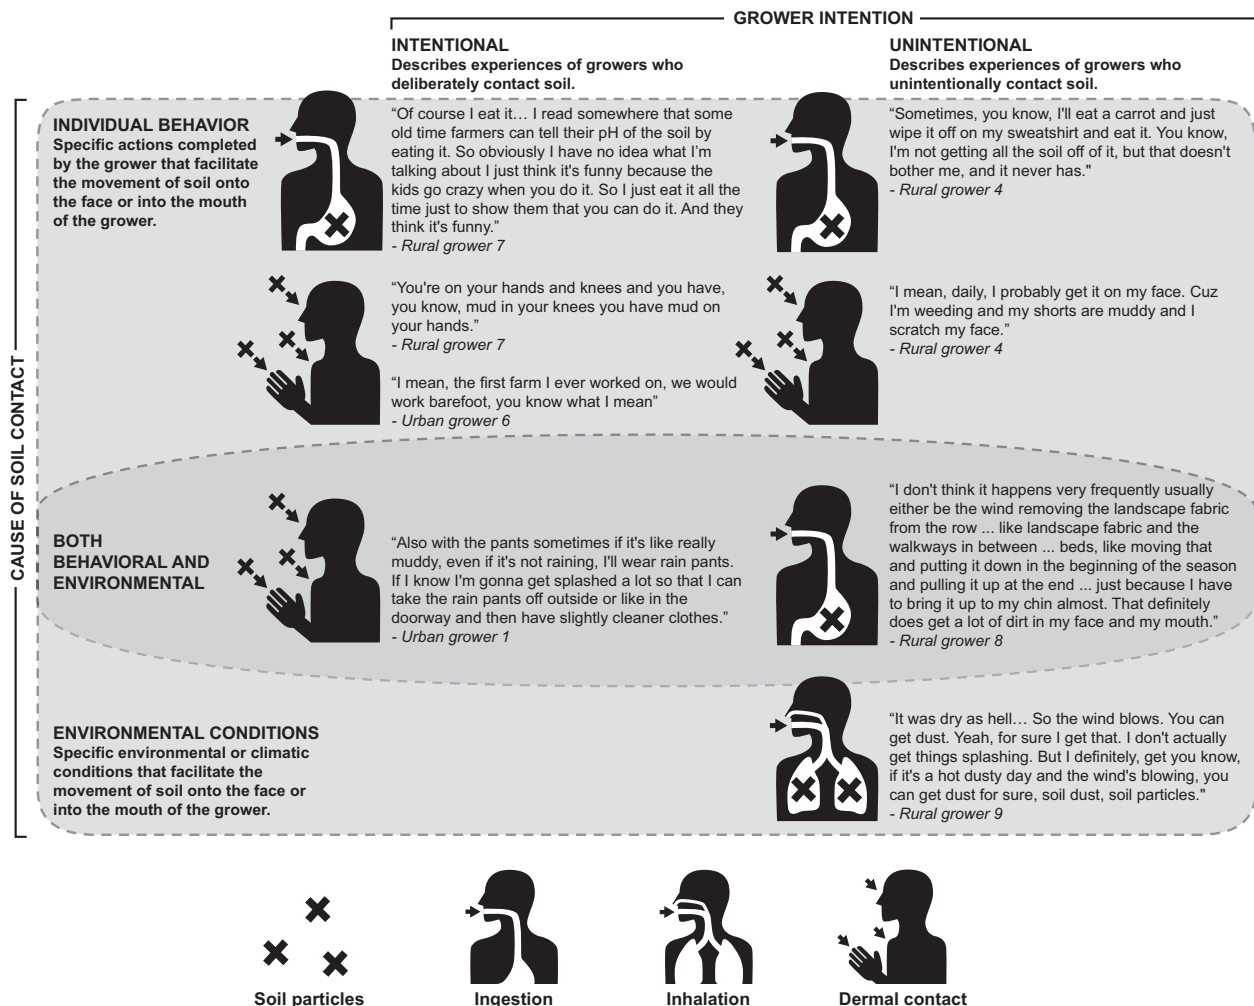 GROWER INTENTION
INTENTIONAL
Describes experiences of growers who
deliberately contact soil.
UNINTENTIONAL
Describes experiences of growers who
unintentionally contact soil.
CAUSE OF SOIL CONTACT
INDIVIDUAL BEHAVIOR
Specific actions completed
by the grower that facilitate
the movement of soil onto
the face or into the mouth
of the grower.
“Of course I eat it… I read somewhere that some
old time farmers can tell their pH of the soil by
eating it. So obviously I have no idea what I’m
talking about I just think it's funny because the
kids go crazy when you do it. So I just eat it all the
time just to show them that you can do it. And they
think it's funny.”
- Rural grower 7
“Sometimes, you know, I'll eat a carrot and just
wipe it off on my sweatshirt and eat it. You know,
I'm not getting all the soil off of it, but that doesn't
bother me, and it never has."
- Rural grower 4
“You're on your hands and knees and you have,
you know, mud in your knees you have mud on
your hands.”
- Rural grower 7
“I mean, the first farm I ever worked on, we would
work barefoot, you know what I mean”
- Urban grower 6
“I mean, daily, I probably get it on my face. Cuz
I'm weeding and my shorts are muddy and I
scratch my face.”
- Rural grower 4
BOTH
BEHAVIORAL AND
ENVIRONMENTAL
“Also with the pants sometimes if it's like really
muddy, even if it's not raining, I'll wear rain pants.
If I know I'm gonna get splashed a lot so that I can
take the rain pants off outside or like in the
doorway and then have slightly cleaner clothes.”
- Urban grower 1
“I don't think it happens very frequently usually
either be the wind removing the landscape fabric
from the row ... like landscape fabric and the
walkways in between ... beds, like moving that
and putting it down in the beginning of the season
and pulling it up at the end ... just because I have
to bring it up to my chin almost. That definitely
does get a lot of dirt in my face and my mouth.”
- Rural grower 8
ENVIRONMENTAL CONDITIONS
Specific environmental or climatic
conditions that facilitate the
movement of soil onto the face or
into the mouth of the grower.
“It was dry as hell… So the wind blows. You can
get dust. Yeah, for sure I get that. I don't actually
get things splashing. But I definitely, get you know,
if it's a hot dusty day and the wind's blowing, you
can get dust for sure, soil dust, soil particles."
- Rural grower 9
Soil particles
Ingestion
Inhalation
Dermal contact